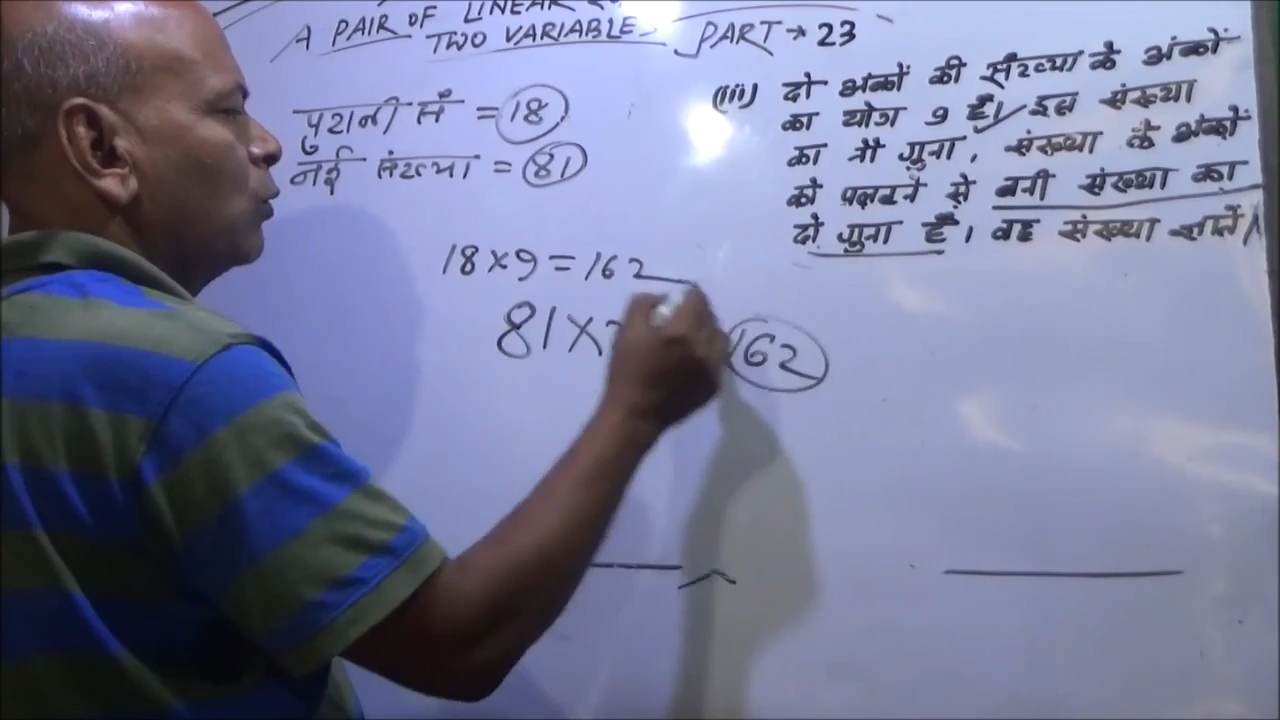 A PAIR OF LINEAR
TWO VARIABLE PART → 23
पुरानी सं = 18
नई संख्या = 81
18 × 9 = 162
81 ×
162
(iii) दो अंकों की संख्या के अंकों
का योग 9 है। इस संख्या
का नौ गुना, संख्या के अंकों
को पलटने से बनी संख्या का
दो गुना है। वह संख्या ज्ञात